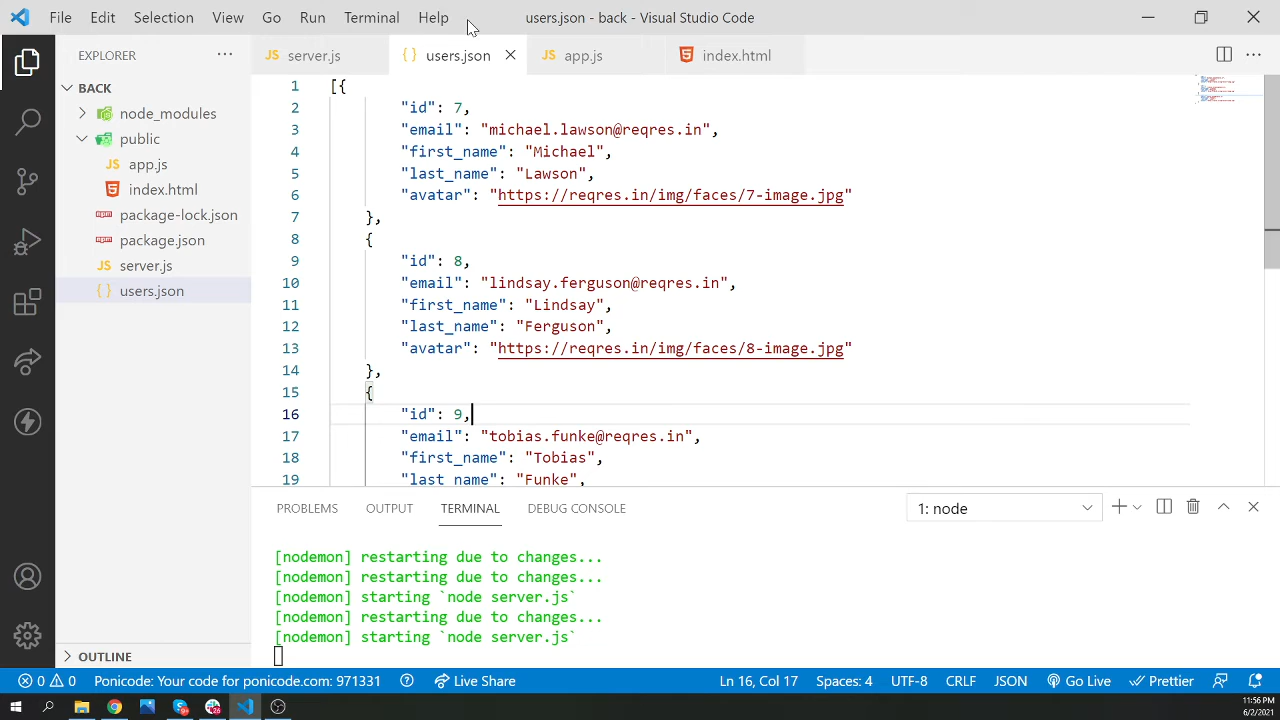 File Edit Selection View Go Run Terminal Help users.json - back - Visual Studio Code
EXPLORER ...
JS server.js {} users.json JS app.js index.html
BACK
node_modules
public
JS app.js
index.html
package-lock.json
package.json
JS server.js
{} users.json
OUTLINE
1 [{
2 "id": 7,
3 "email": "michael.lawson@reqres.in",
4 "first_name": "Michael",
5 "last_name": "Lawson",
6 "avatar": "https://reqres.in/img/faces/7-image.jpg"
7 },
8 {
9 "id": 8,
10 "email": "lindsay.ferguson@reqres.in",
11 "first_name": "Lindsay",
12 "last_name": "Ferguson",
13 "avatar": "https://reqres.in/img/faces/8-image.jpg"
14 },
15 {
16 "id": 9,
17 "email": "tobias.funke@reqres.in",
18 "first_name": "Tobias",
19 "last_name": "Funke",
PROBLEMS OUTPUT TERMINAL DEBUG CONSOLE 1: node
[nodemon] restarting due to changes...
[nodemon] restarting due to changes...
[nodemon] starting `node server.js`
[nodemon] restarting due to changes...
[nodemon] starting `node server.js`
0 0 Ponicode: Your code for ponicode.com: 971331 Live Share Ln 16, Col 17 Spaces: 4 UTF-8 CRLF JSON Go Live Prettier
11:56 PM
6/2/2021